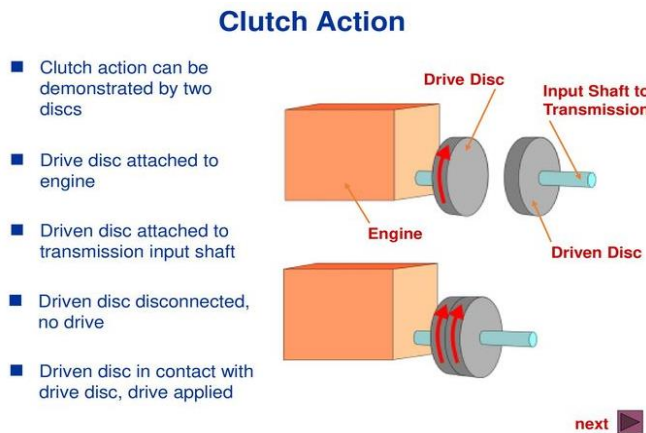 Clutch Action
Clutch action can be
demonstrated by two
discs
Drive disc attached to
engine
Driven disc attached to
transmission input shaft
Driven disc disconnected,
no drive
Driven disc in contact with
drive disc, drive applied
Drive Disc
Input Shaft to
Transmission
Engine
Driven Disc
next